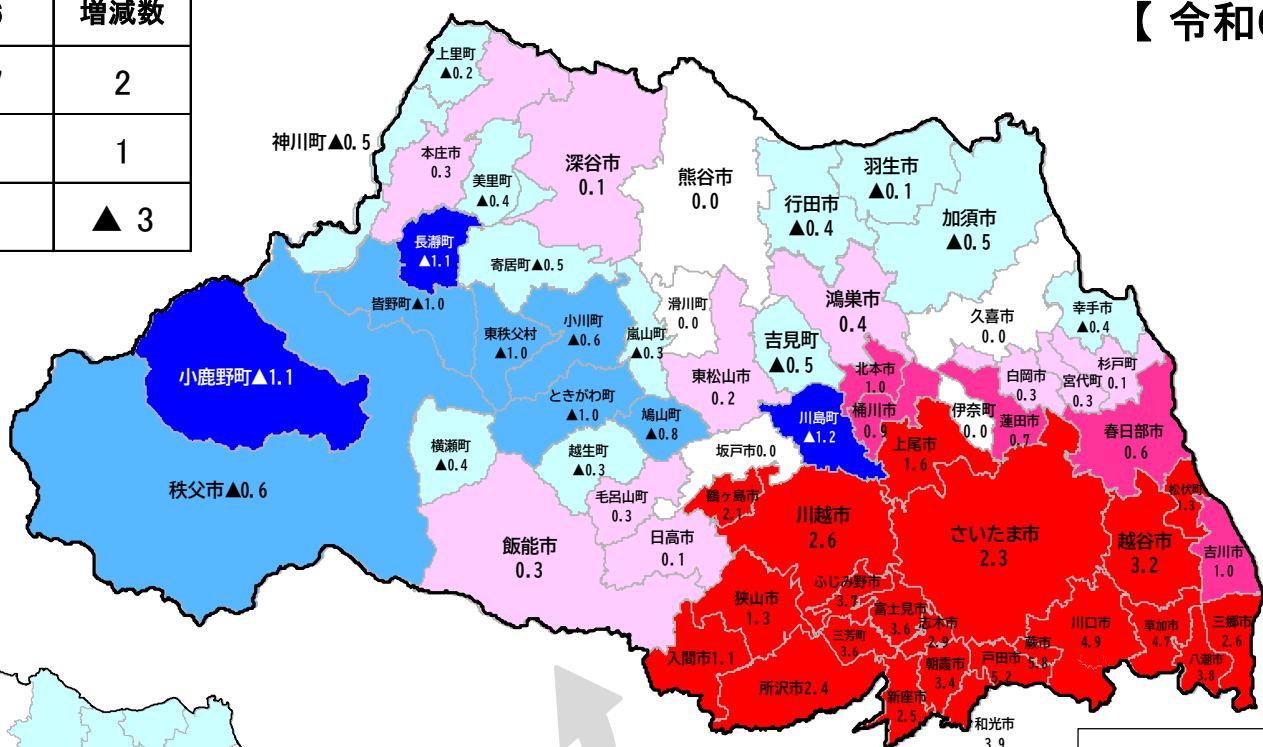 増減数
2
1
▲ 3
【 令和
上里町
▲0.2
神川町▲0.5
本庄市
0.3
美里町
▲0.4
深谷市
0.1
熊谷市
0.0
行田市
▲0.4
羽生市
▲0.1
加須市
▲0.5
長瀞町
▲1.1
寄居町▲0.5
皆野町▲1.0
東秩父村
▲1.0
小川町
▲0.6
嵐山町
▲0.3
滑川町
0.0
吉見町
▲0.5
鴻巣市
0.4
久喜市
0.0
幸手市
▲0.4
小鹿野町▲1.1
ときがわ町
▲1.0
鳩山町
▲0.8
東松山市
0.2
川島町
▲1.2
北本市
1.0
桶川市
0.9
伊奈町
0.0
白岡市
0.3
宮代町
0.3
杉戸町
0.1
蓮田市
0.7
春日部市
0.6
上尾市
1.6
横瀬町
▲0.4
越生町
▲0.3
坂戸市0.0
秩父市▲0.6
毛呂山町
0.3
鶴ヶ島市
2.1
川越市
2.6
さいたま市
2.3
越谷市
3.2
松伏町
1.3
吉川市
1.0
飯能市
0.3
日高市
0.1
狭山市
1.3
ふじみ野市
3.7
富士見市
3.6
志木市
2.9
三芳町
3.6
川口市
4.9
草加市
4.7
三郷市
2.6
八潮市
3.8
入間市1.1
所沢市2.4
朝霞市
3.4
戸田市
5.2
蕨市
5.8
新座市
2.5
和光市
3.9